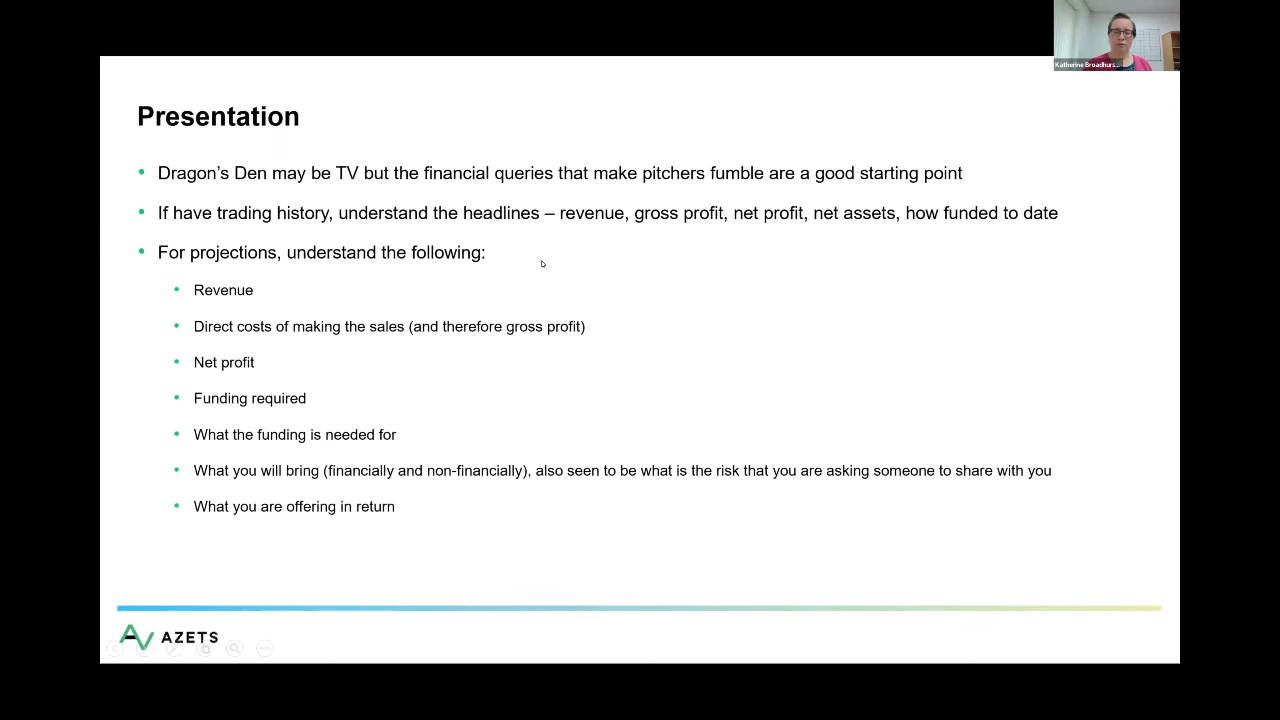 Katherine Broadhurs...
Presentation
• Dragon’s Den may be TV but the financial queries that make pitchers fumble are a good starting point
• If have trading history, understand the headlines – revenue, gross profit, net profit, net assets, how funded to date
• For projections, understand the following:
• Revenue
• Direct costs of making the sales (and therefore gross profit)
• Net profit
• Funding required
• What the funding is needed for
• What you will bring (financially and non-financially), also seen to be what is the risk that you are asking someone to share with you
• What you are offering in return
AZETS